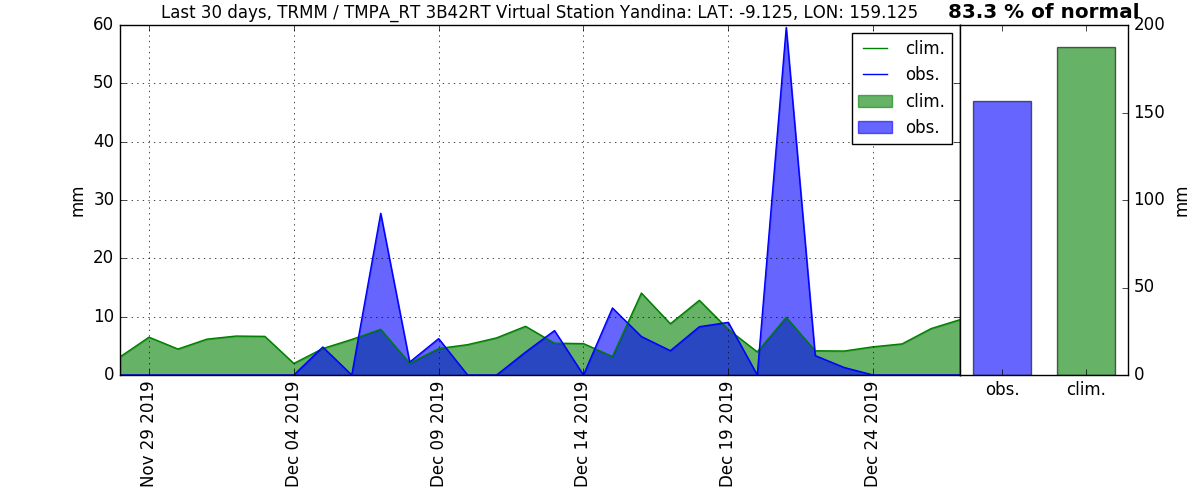 Last 30 days, TRMM / TMPA_RT 3B42RT Virtual Station Yandina: LAT: -9.125, LON: 159.125
83.3 % of normal
60
50
40
30
20
10
0
mm
clim.
obs.
clim.
obs.
200
150
100
50
0
mm
obs.
clim.
Nov 29 2019
Dec 04 2019
Dec 09 2019
Dec 14 2019
Dec 19 2019
Dec 24 2019